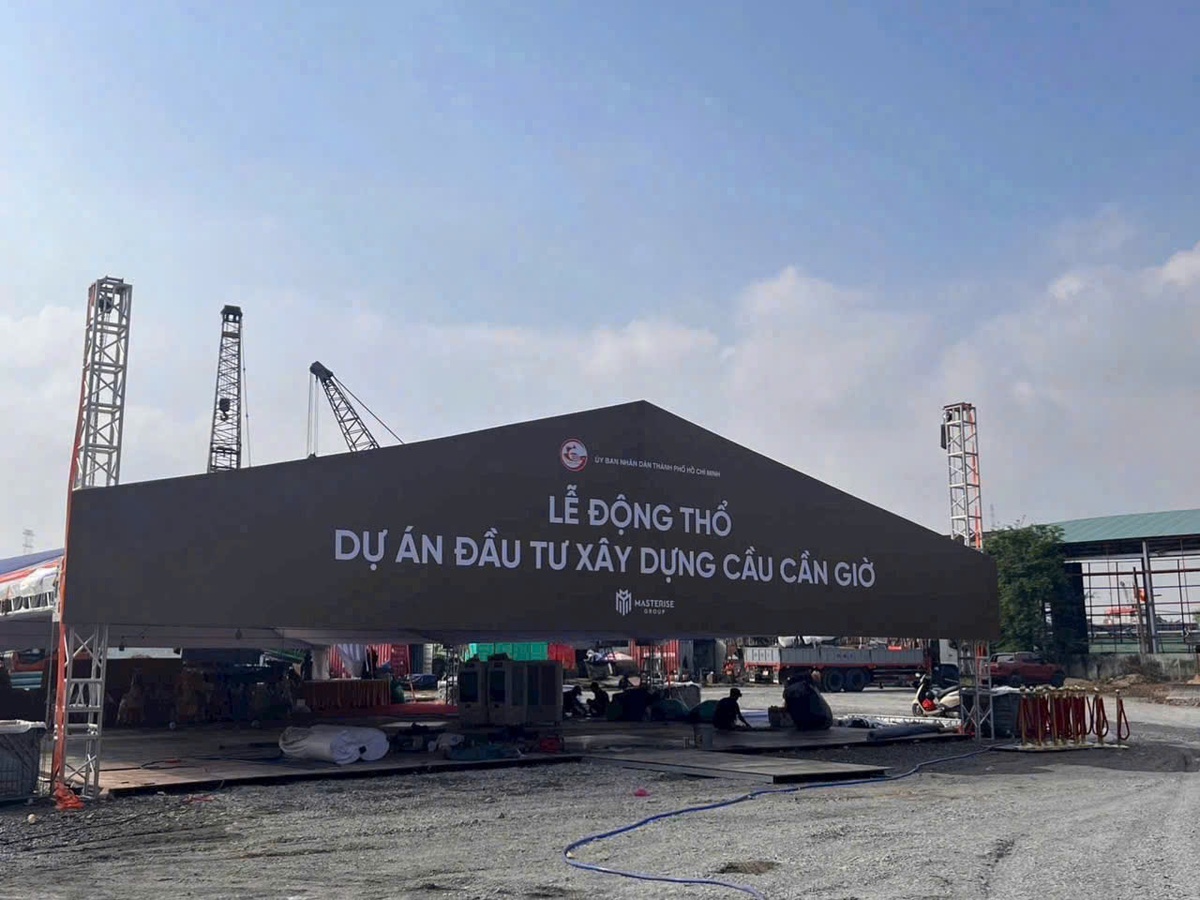 ỦY BAN NHÂN DÂN THÀNH PHỐ HỒ CHÍ MINH
LỄ ĐỘNG THỔ
DỰ ÁN ĐẦU TƯ XÂY DỰNG CẦU CẦN GIỜ
MASTERISE
GROUP